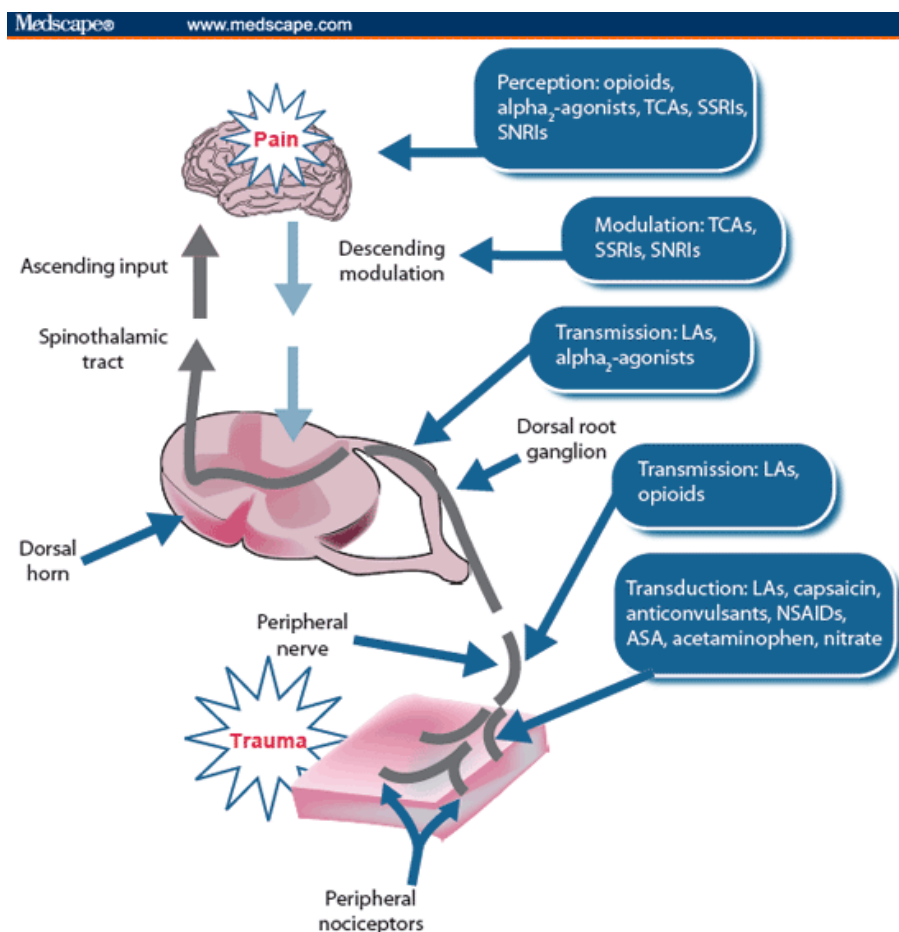 Medscape® www.medscape.com
Perception: opioids,
alpha₂-agonists, TCAs, SSRIs,
SNRIs
Pain
Modulation: TCAs,
SSRIs, SNRIs
Descending
modulation
Ascending input
Spinothalamic
tract
Transmission: LAs,
alpha₂-agonists
Dorsal root
ganglion
Transmission: LAs,
opioids
Dorsal
horn
Transduction: LAs, capsaicin,
anticonvulsants, NSAIDs,
ASA, acetaminophen, nitrate
Peripheral
nerve
Trauma
Peripheral
nociceptors